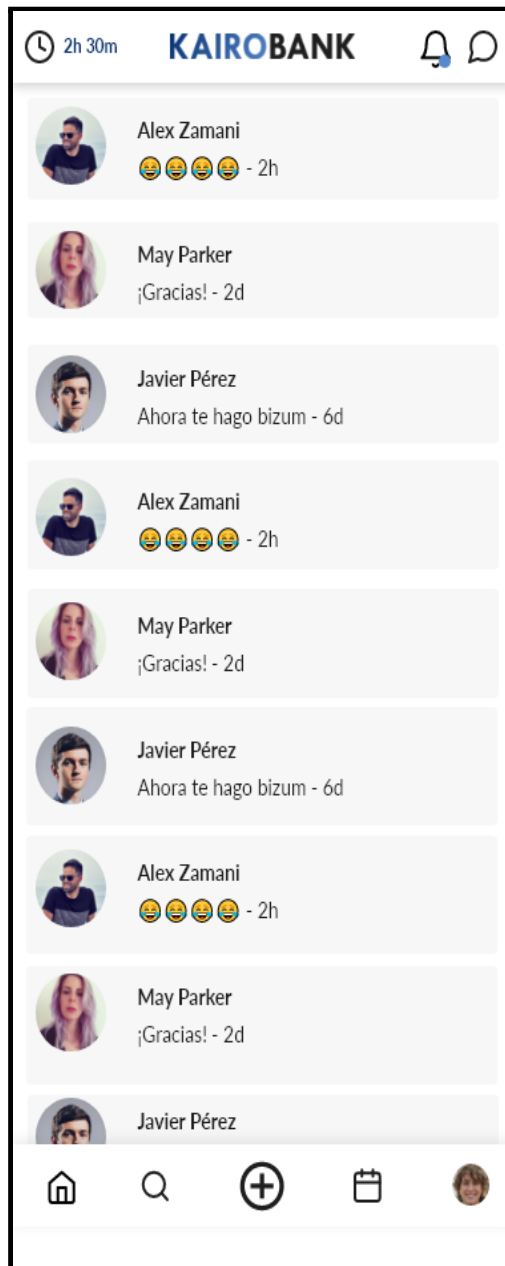 2h 30m
KAIROBANK
Alex Zamani
😂😂😂😂 - 2h
May Parker
¡Gracias! - 2d
Javier Pérez
Ahora te hago bizum - 6d
Alex Zamani
😂😂😂😂 - 2h
May Parker
¡Gracias! - 2d
Javier Pérez
Ahora te hago bizum - 6d
Alex Zamani
😂😂😂😂 - 2h
May Parker
¡Gracias! - 2d
Javier Pérez